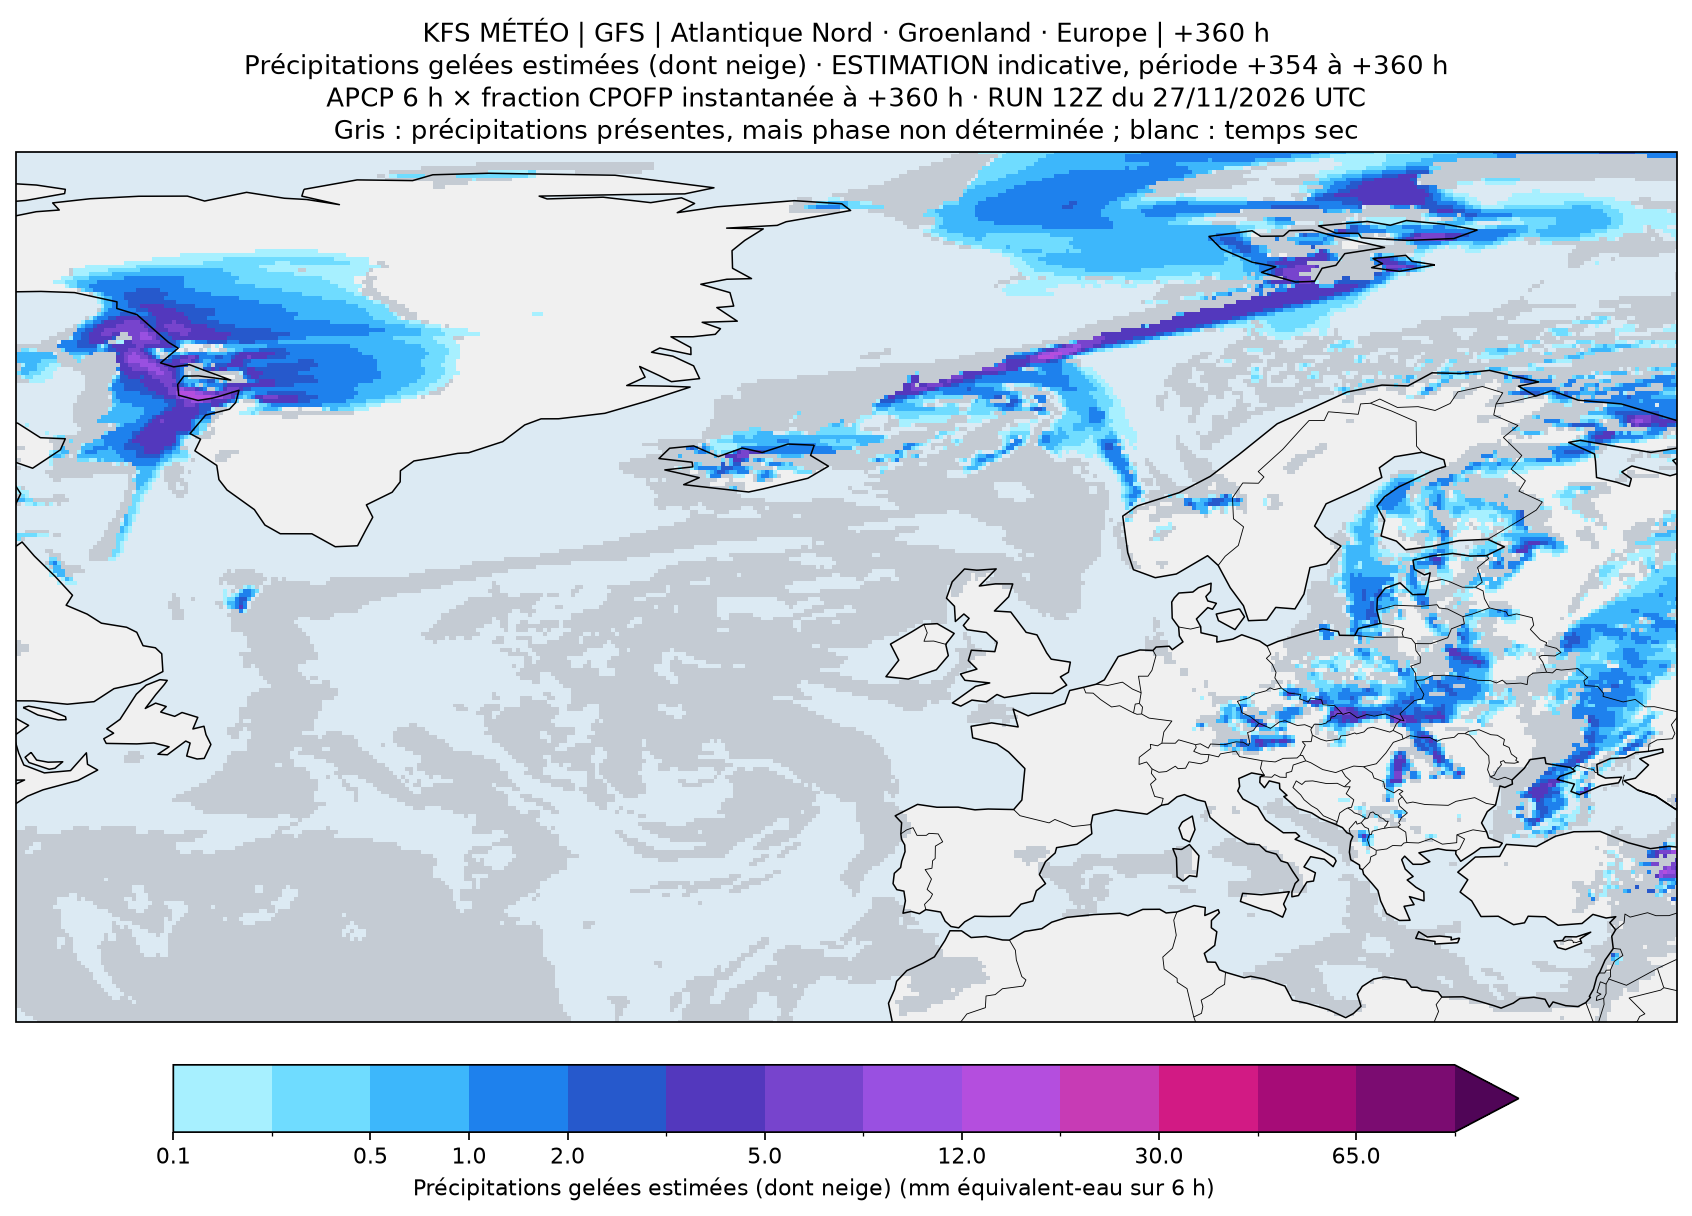 KFS MÉTÉO | GFS | Atlantique Nord · Groenland · Europe | +360 h
Précipitations gelées estimées (dont neige) · ESTIMATION indicative, période +354 à +360 h
APCP 6 h × fraction CPOFP instantanée à +360 h · RUN 12Z du 27/11/2026 UTC
Gris : précipitations présentes, mais phase non déterminée ; blanc : temps sec
0.1 0.5 1.0 2.0 5.0 12.0 30.0 65.0
Précipitations gelées estimées (dont neige) (mm équivalent-eau sur 6 h)